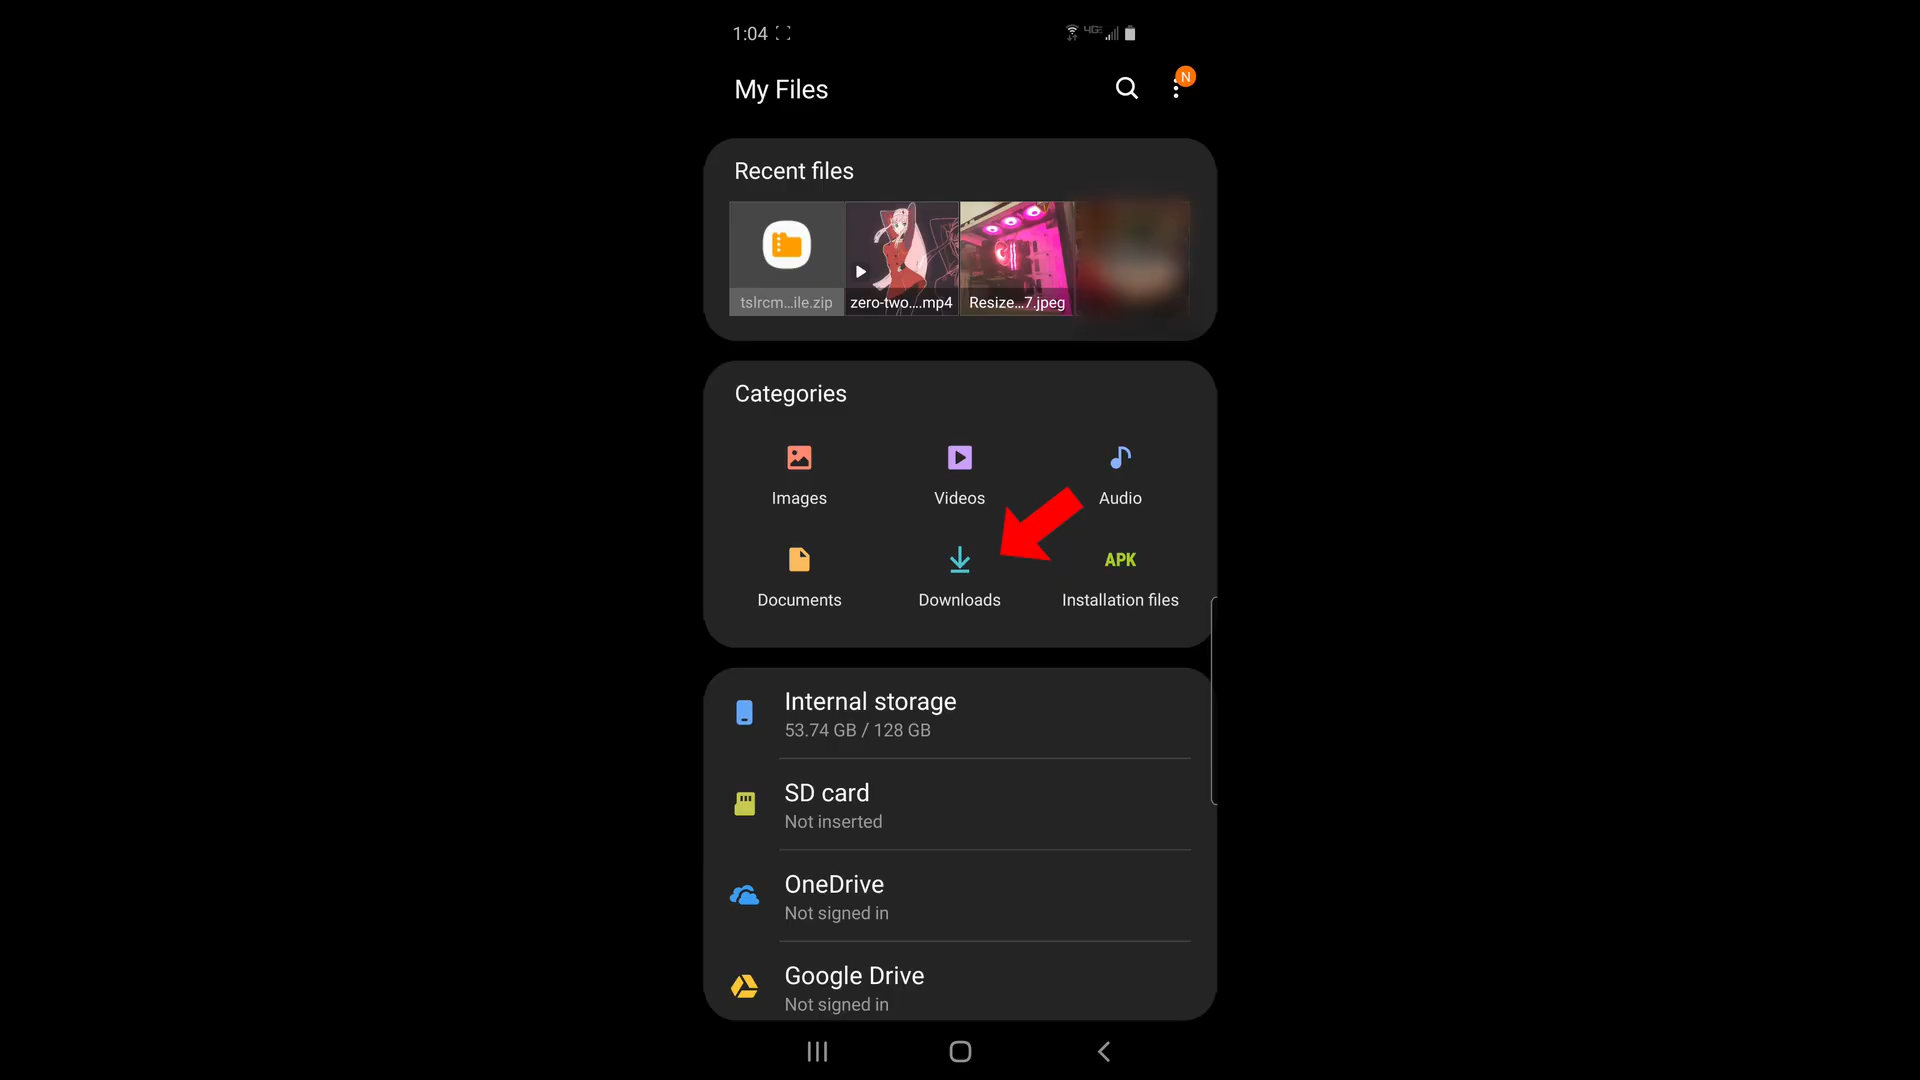 1:04
4GE
My Files
N
Recent files
tslrcm...ile.zip
zero-two....mp4
Resize...7.jpeg
Categories
Images
Videos
Audio
Documents
Downloads
APK
Installation files
Internal storage
53.74 GB / 128 GB
SD card
Not inserted
OneDrive
Not signed in
Google Drive
Not signed in